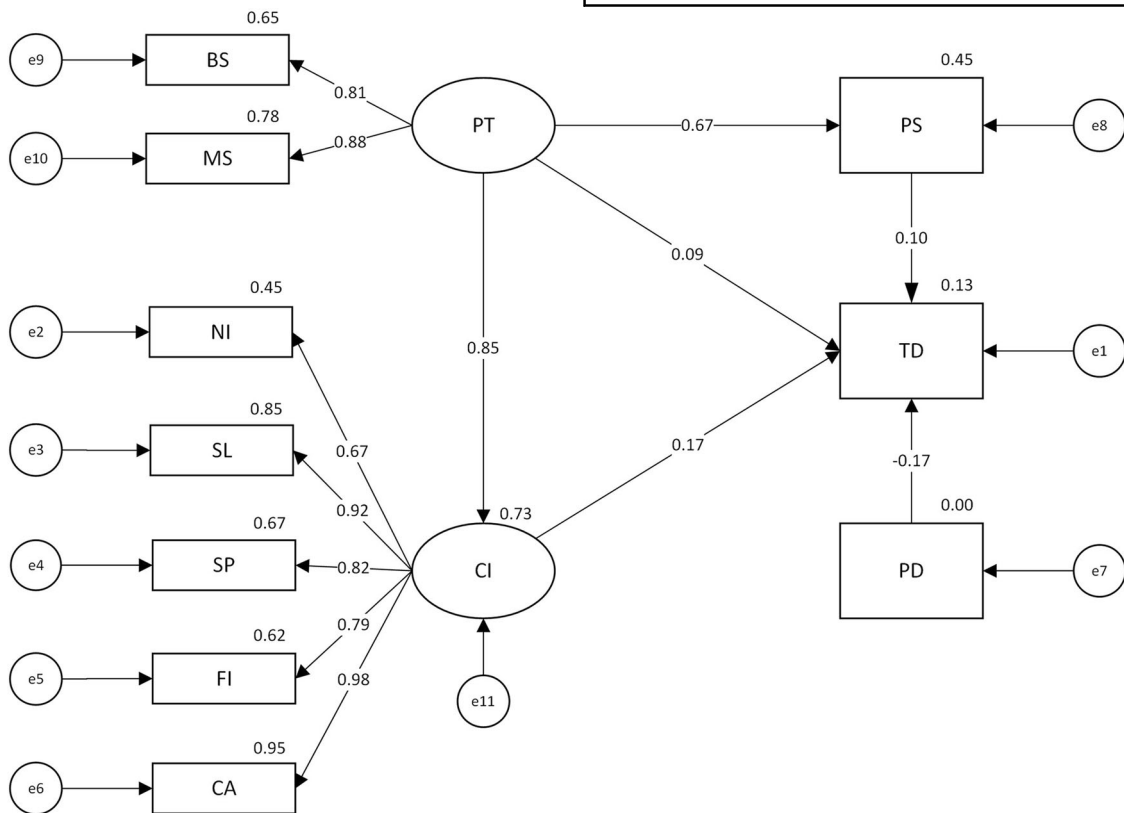 0.65
0.45
e9
BS
0.81
PT
0.67
PS
e8
0.78
e10
MS
0.88
0.10
0.09
0.45
0.13
e2
NI
0.85
TD
e1
0.85
e3
SL
0.67
0.17
-0.17
0.92
0.67
0.73
0.00
e4
SP
0.82
CI
PD
e7
0.79
0.62
e5
FI
0.98
e11
0.95
e6
CA